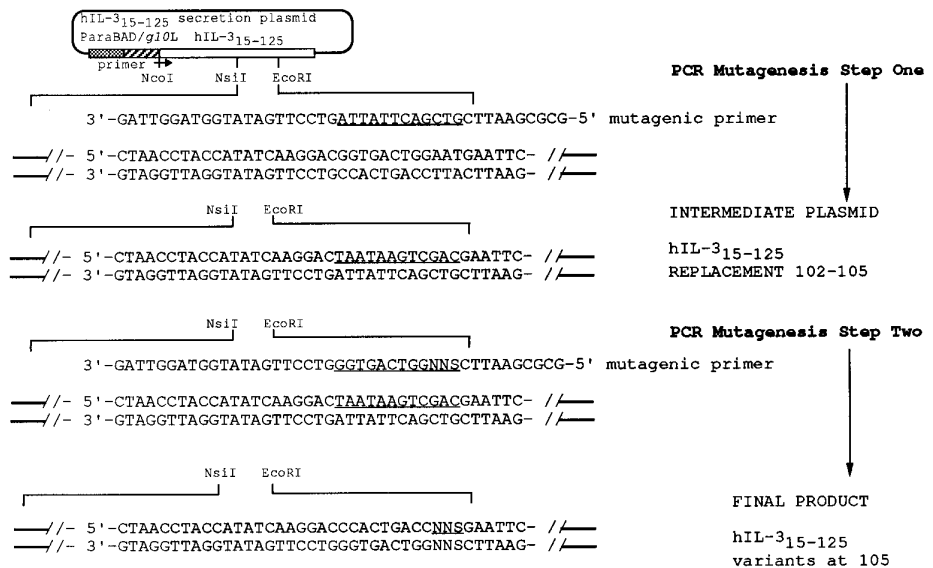 hIL-3₁₅₋₁₂₅ secretion plasmid
ParaBAD/g10L hIL-3₁₅₋₁₂₅
primer
NcoI NsiI EcoRI
PCR Mutagenesis Step One
3'-GATTGGATGGTATAGTTCCTGATTATTCAGCTGCTTAAGCGCG-5' mutagenic primer
//- 5'-CTAACCTACCATATCAAGGACGGTGACTGGAATGAATTC- //
//- 3'-GTAGGTTAGGTATAGTTCCTGCCACTGACCTTACTTAAG- //
NsiI EcoRI
INTERMEDIATE PLASMID
//- 5'-CTAACCTACCATATCAAGGACTAATAAGTCGACGAATTC- //
//- 3'-GTAGGTTAGGTATAGTTCCTGATTATTCAGCTGCTTAAG- //
hIL-3₁₅₋₁₂₅
REPLACEMENT 102-105
NsiI EcoRI
PCR Mutagenesis Step Two
3'-GATTGGATGGTATAGTTCCTGGGTGACTGGNNSCTTAAGCGCG-5' mutagenic primer
//- 5'-CTAACCTACCATATCAAGGACTAATAAGTCGACGAATTC- //
//- 3'-GTAGGTTAGGTATAGTTCCTGATTATTCAGCTGCTTAAG- //
NsiI EcoRI
FINAL PRODUCT
//- 5'-CTAACCTACCATATCAAGGACCCACTGACCNNSGAATTC- //
//- 3'-GTAGGTTAGGTATAGTTCCTGGGTGACTGGNNSCTTAAG- //
hIL-3₁₅₋₁₂₅
variants at 105